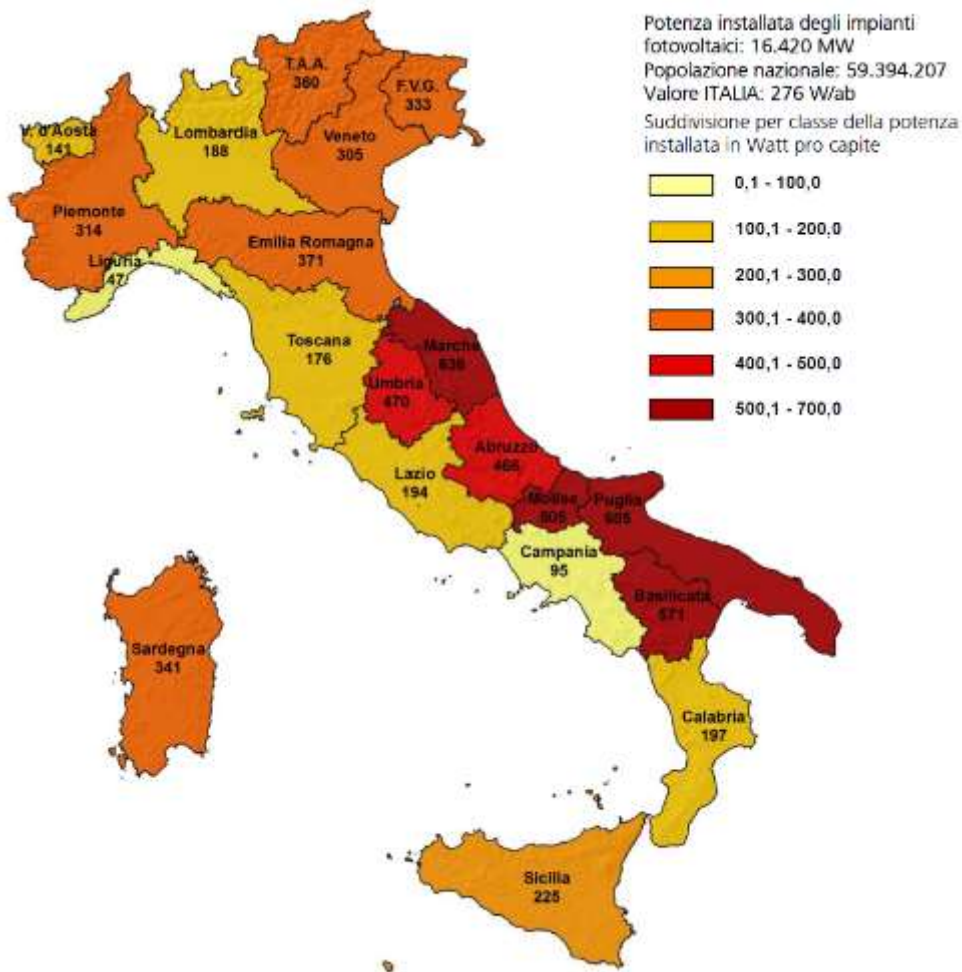 Potenza installata degli impianti
fotovoltaici: 16.420 MW
Popolazione nazionale: 59.394.207
Valore ITALIA: 276 W/ab
Suddivisione per classe della potenza
installata in Watt pro capite
0,1 - 100,0
100,1 - 200,0
200,1 - 300,0
300,1 - 400,0
400,1 - 500,0
500,1 - 700,0
T.A.A.
360
F.V.G.
333
V. d'Aosta
141
Lombardia
188
Veneto
305
Piemonte
314
Emilia Romagna
371
Liguria
47
Toscana
176
Marche
636
Umbria
470
Abruzzo
466
Lazio
194
Molise
505
Puglia
605
Campania
95
Basilicata
571
Sardegna
341
Calabria
197
Sicilia
225